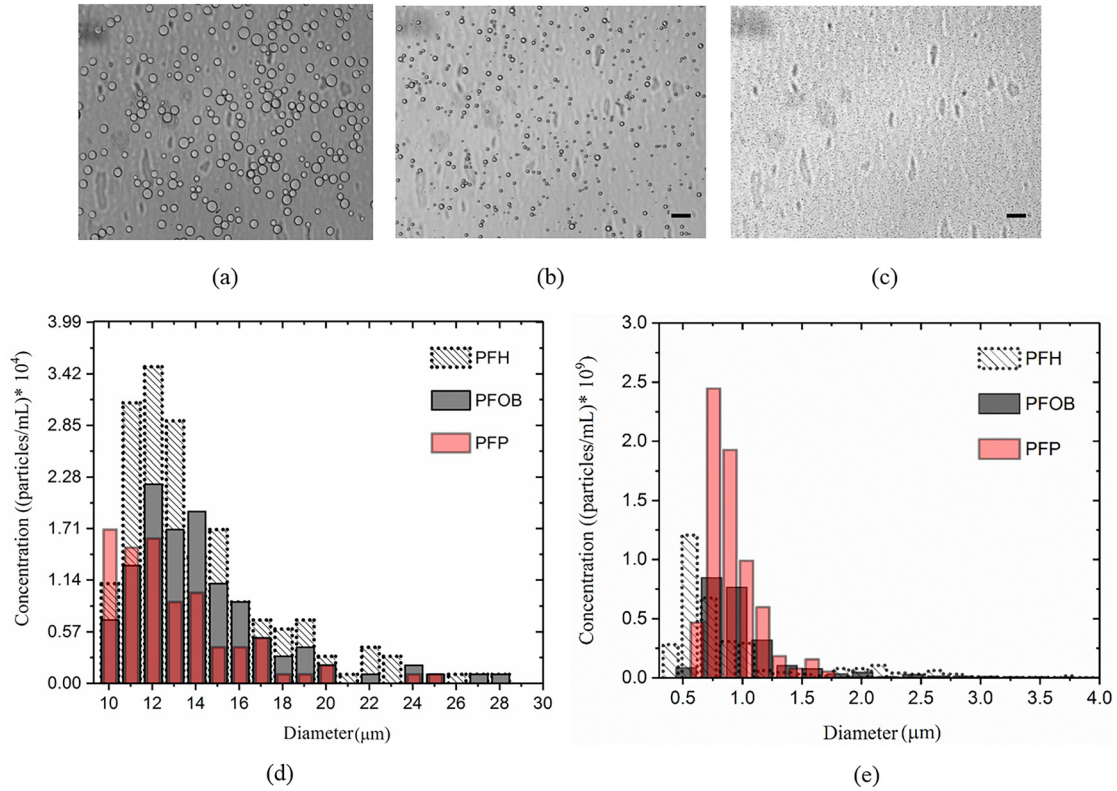 (a)
(b)
(c)
3.99
3.42
2.85
2.28
1.71
1.14
0.57
0.00
Concentration ((particles/mL)* 10⁴)
PFH
PFOB
PFP
10 12 14 16 18 20 22 24 26 28 30
Diameter(μm)
(d)
3.0
2.5
2.0
1.5
1.0
0.5
0.0
Concentration ((particles/mL)* 10⁹)
PFH
PFOB
PFP
0.5 1.0 1.5 2.0 2.5 3.0 3.5 4.0
Diameter (μm)
(e)